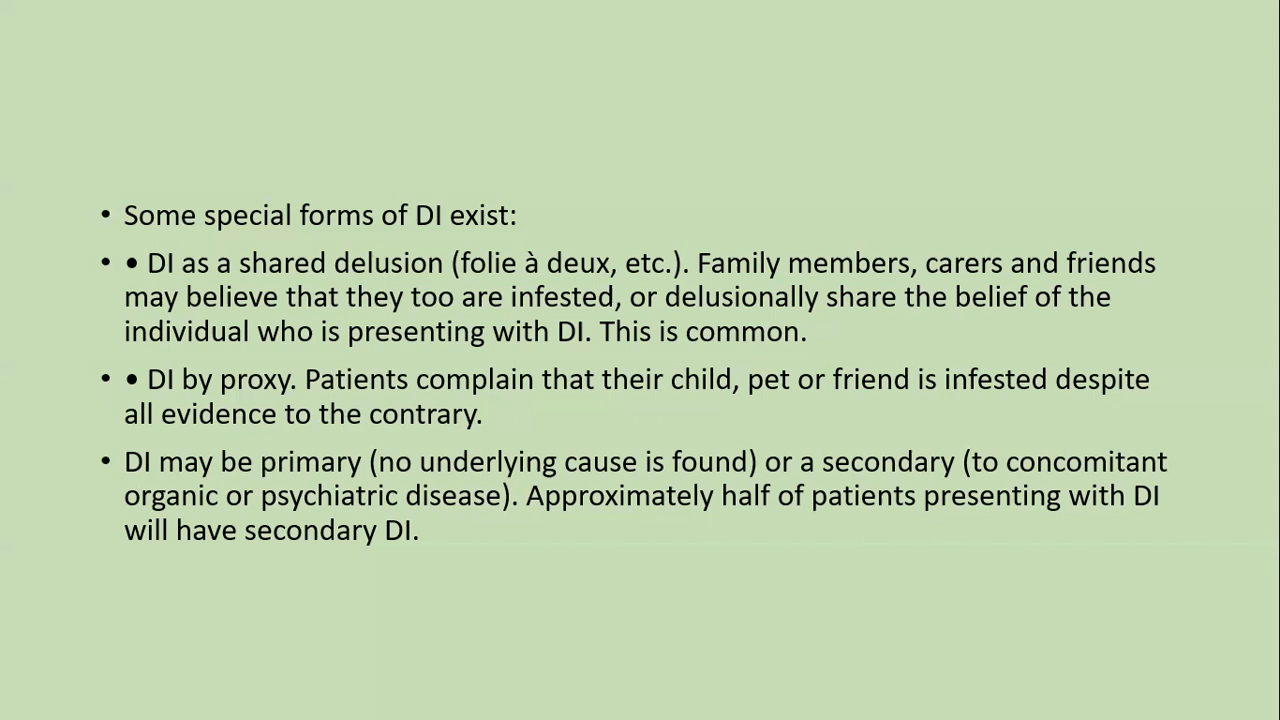 • Some special forms of DI exist:
• • DI as a shared delusion (folie à deux, etc.). Family members, carers and friends
may believe that they too are infested, or delusionally share the belief of the
individual who is presenting with DI. This is common.
• • DI by proxy. Patients complain that their child, pet or friend is infested despite
all evidence to the contrary.
• DI may be primary (no underlying cause is found) or a secondary (to concomitant
organic or psychiatric disease). Approximately half of patients presenting with DI
will have secondary DI.